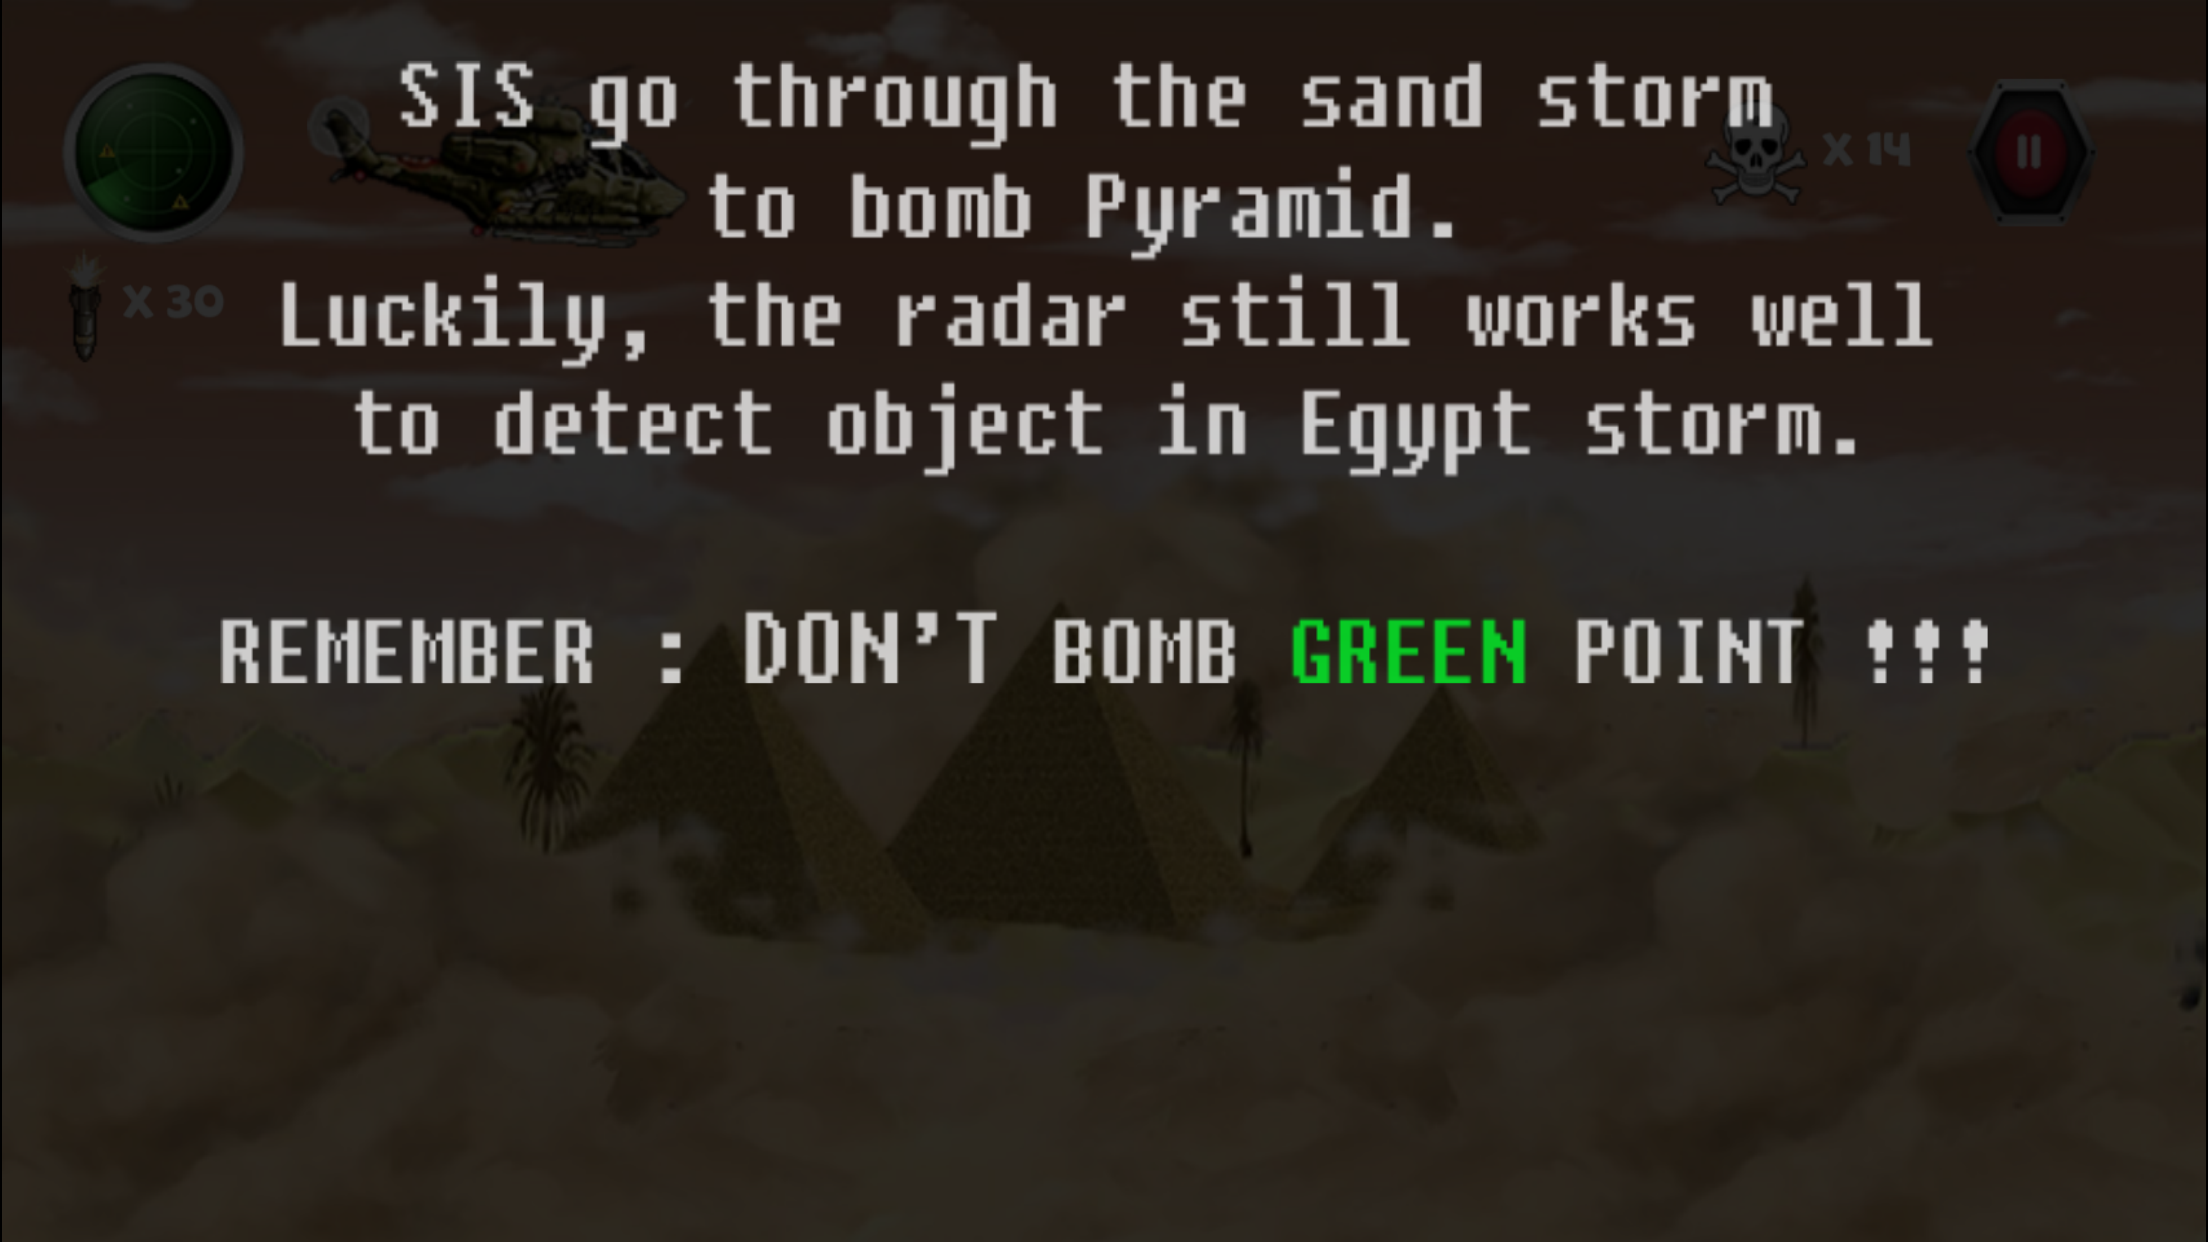 SIS go through the sand storm
X 14
to bomb Pyramid.
X 30
Luckily, the radar still works well
to detect object in Egypt storm.
REMEMBER : DON'T BOMB GREEN POINT !!!